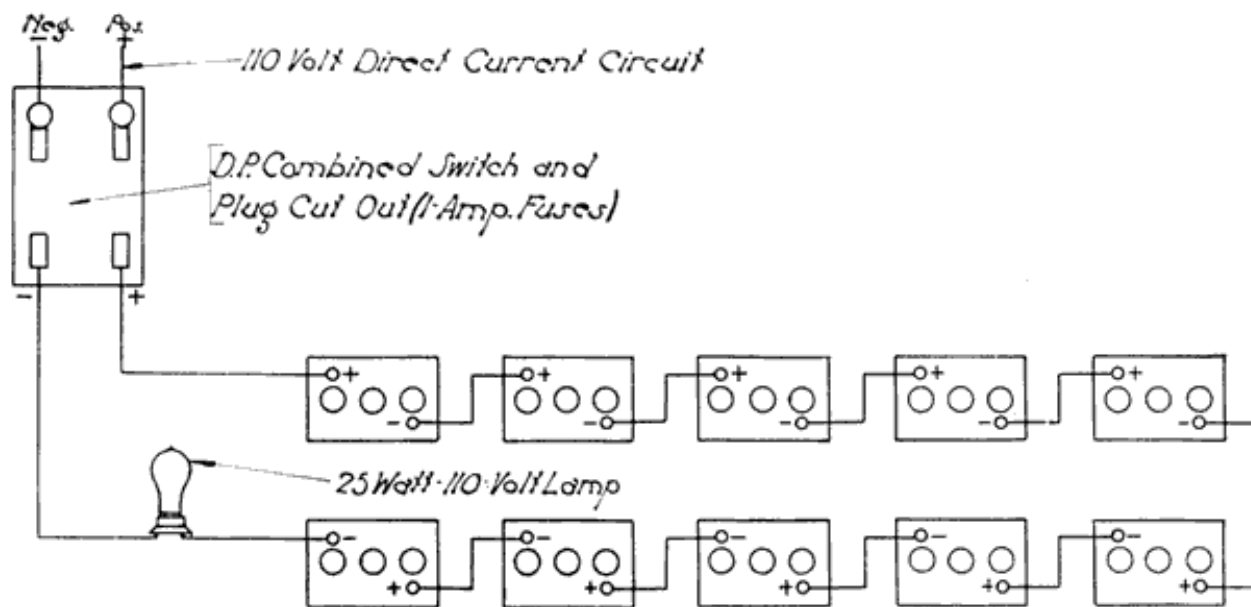 Neg. Pos.
- +
110 Volt Direct Current Circuit
D.P. Combined Switch and
Plug Cut Out (1-Amp. Fuses)
- +
+ + + + +
- - - - -
25 Watt-110-Volt Lamp
- - - - -
+ + + + +